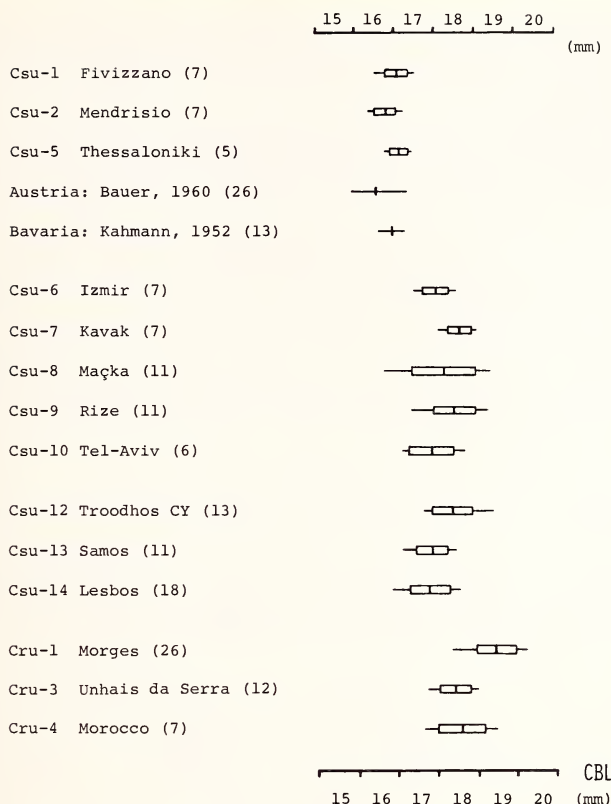 15 16 17 18 19 20
(mm)
Csu-1 Fivizzano (7)
Csu-2 Mendrisio (7)
Csu-5 Thessaloniki (5)
Austria: Bauer, 1960 (26)
Bavaria: Kahmann, 1952 (13)
Csu-6 Izmir (7)
Csu-7 Kavak (7)
Csu-8 Maçka (11)
Csu-9 Rize (11)
Csu-10 Tel-Aviv (6)
Csu-12 Troodhos CY (13)
Csu-13 Samos (11)
Csu-14 Lesbos (18)
Cru-1 Morges (26)
Cru-3 Unhais da Serra (12)
Cru-4 Morocco (7)
CBL
15 16 17 18 19 20 (mm)